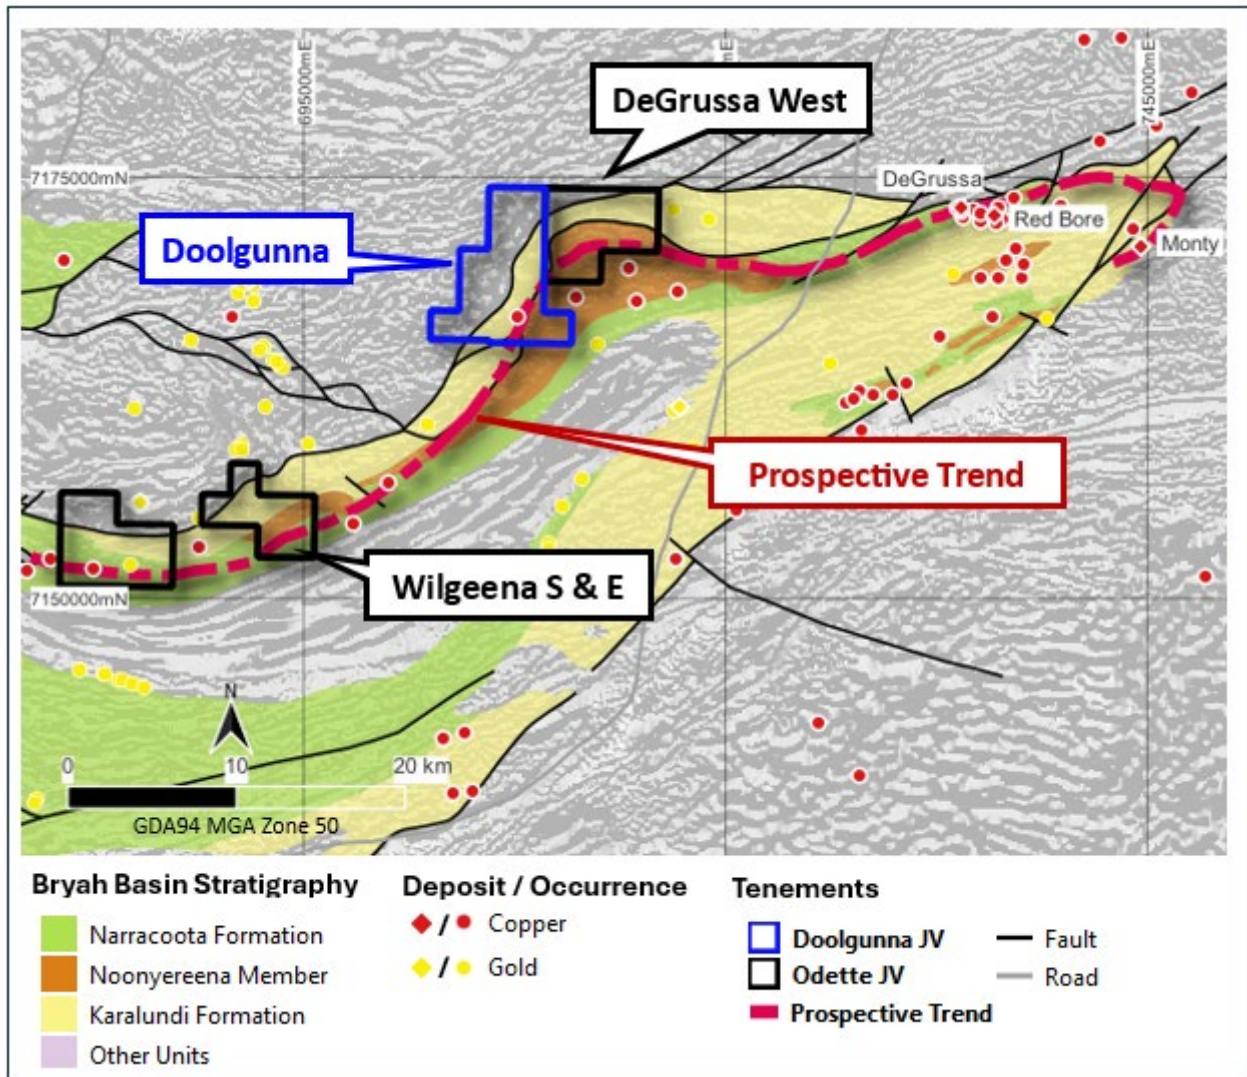 695000mE
mE
745000mE
DeGrussa West
7175000mN
DeGrussa
Red Bore
Monty
Doolgunna
Prospective Trend
Wilgeena S & E
7150000mN
N
0 10 20 km
GDA94 MGA Zone 50
Bryah Basin Stratigraphy
Narracoota Formation
Noonyereena Member
Karalundi Formation
Other Units
Deposit / Occurrence
/ Copper
/ Gold
Tenements
Doolgunna JV
Odette JV
Prospective Trend
Fault
Road